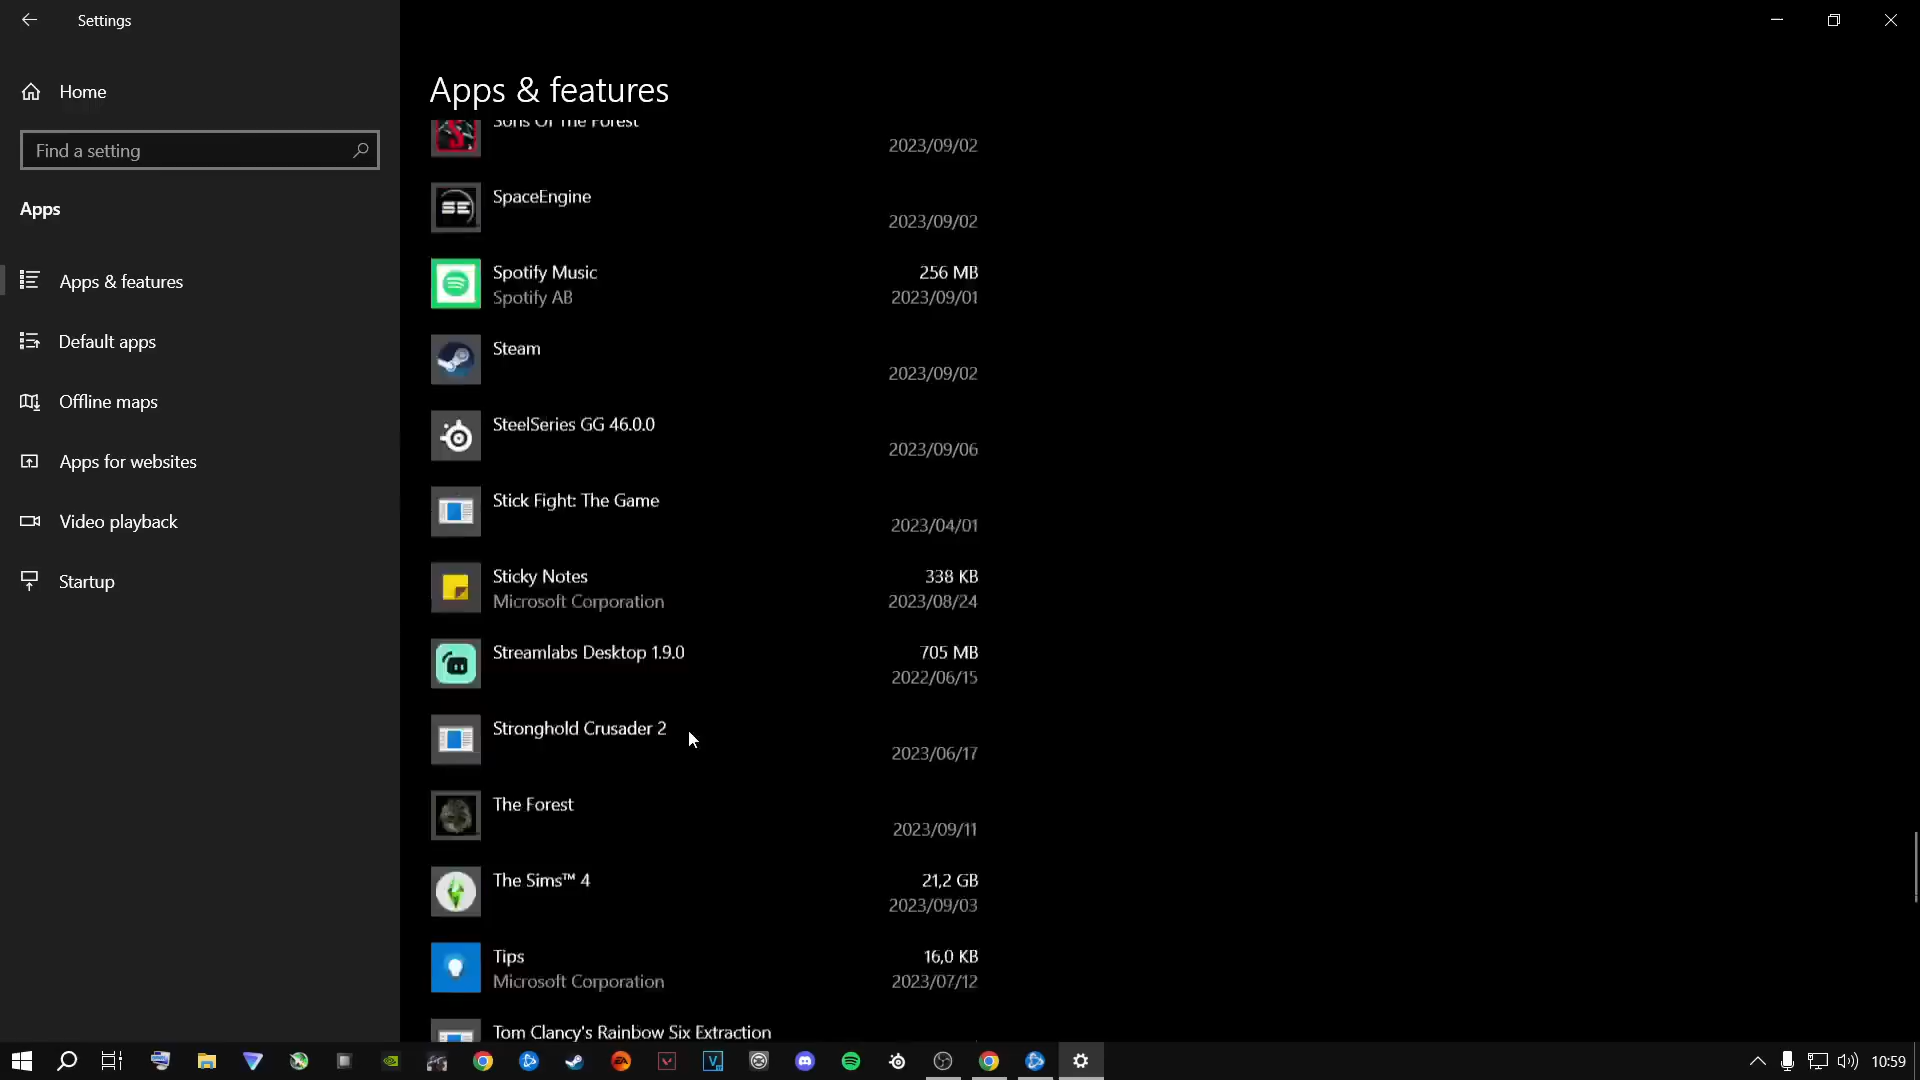 Settings
Home
Find a setting
Apps
Apps & features
Default apps
Offline maps
Apps for websites
Video playback
Startup
Apps & features
Sons Of The Forest
2023/09/02
SpaceEngine
2023/09/02
Spotify Music 256 MB
Spotify AB 2023/09/01
Steam
2023/09/02
SteelSeries GG 46.0.0
2023/09/06
Stick Fight: The Game
2023/04/01
Sticky Notes 338 KB
Microsoft Corporation 2023/08/24
Streamlabs Desktop 1.9.0 705 MB
2022/06/15
Stronghold Crusader 2
2023/06/17
The Forest
2023/09/11
The Sims™ 4 21,2 GB
2023/09/03
Tips 16,0 KB
Microsoft Corporation 2023/07/12
Tom Clancy's Rainbow Six Extraction
10:59